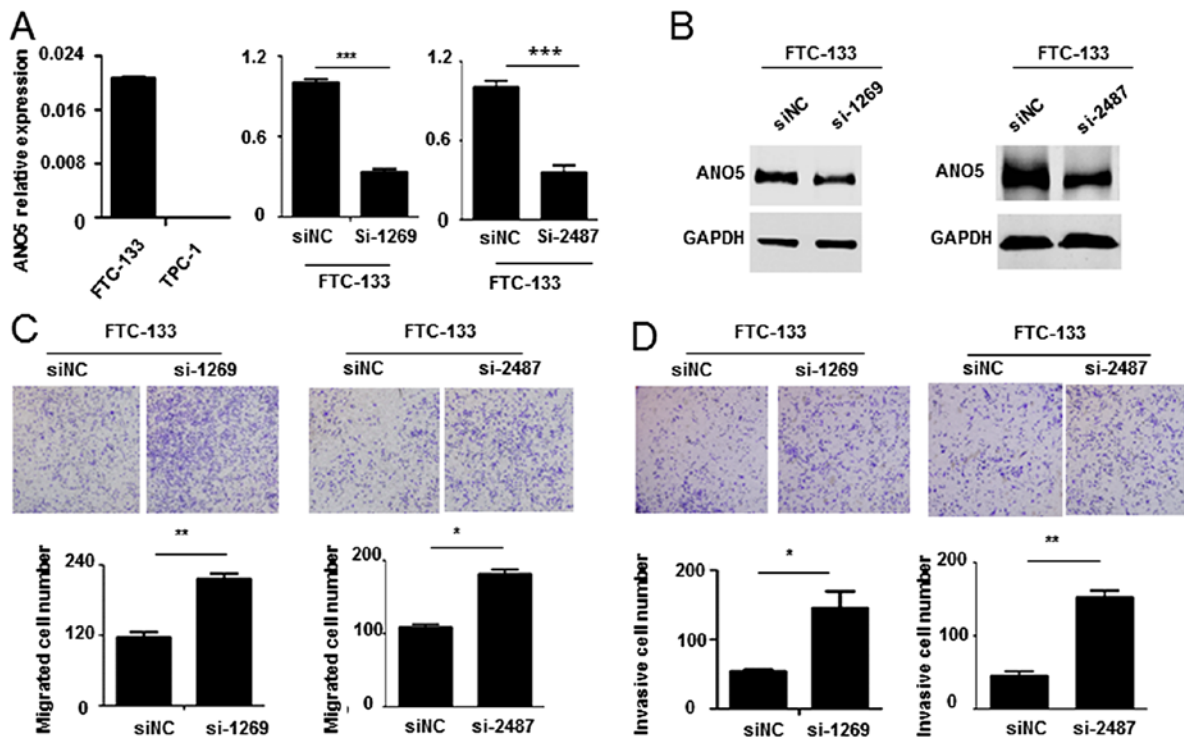 A
ANO5 relative expression
0.024
0.016
0.008
0
FTC-133
TPC-1
1.2
0.6
0
***
siNC
Si-1269
FTC-133
1.2
0.6
0
***
siNC
Si-2487
FTC-133
B
FTC-133
siNC
si-1269
ANO5
GAPDH
FTC-133
siNC
si-2487
ANO5
GAPDH
C
FTC-133
siNC
si-1269
FTC-133
siNC
si-2487
Migrated cell number
240
120
0
**
siNC
si-1269
Migrated cell number
200
100
0
*
siNC
si-2487
D
FTC-133
siNC
si-1269
FTC-133
siNC
si-2487
Invasive cell number
200
100
0
*
siNC
si-1269
Invasive cell number
200
100
0
**
siNC
si-2487